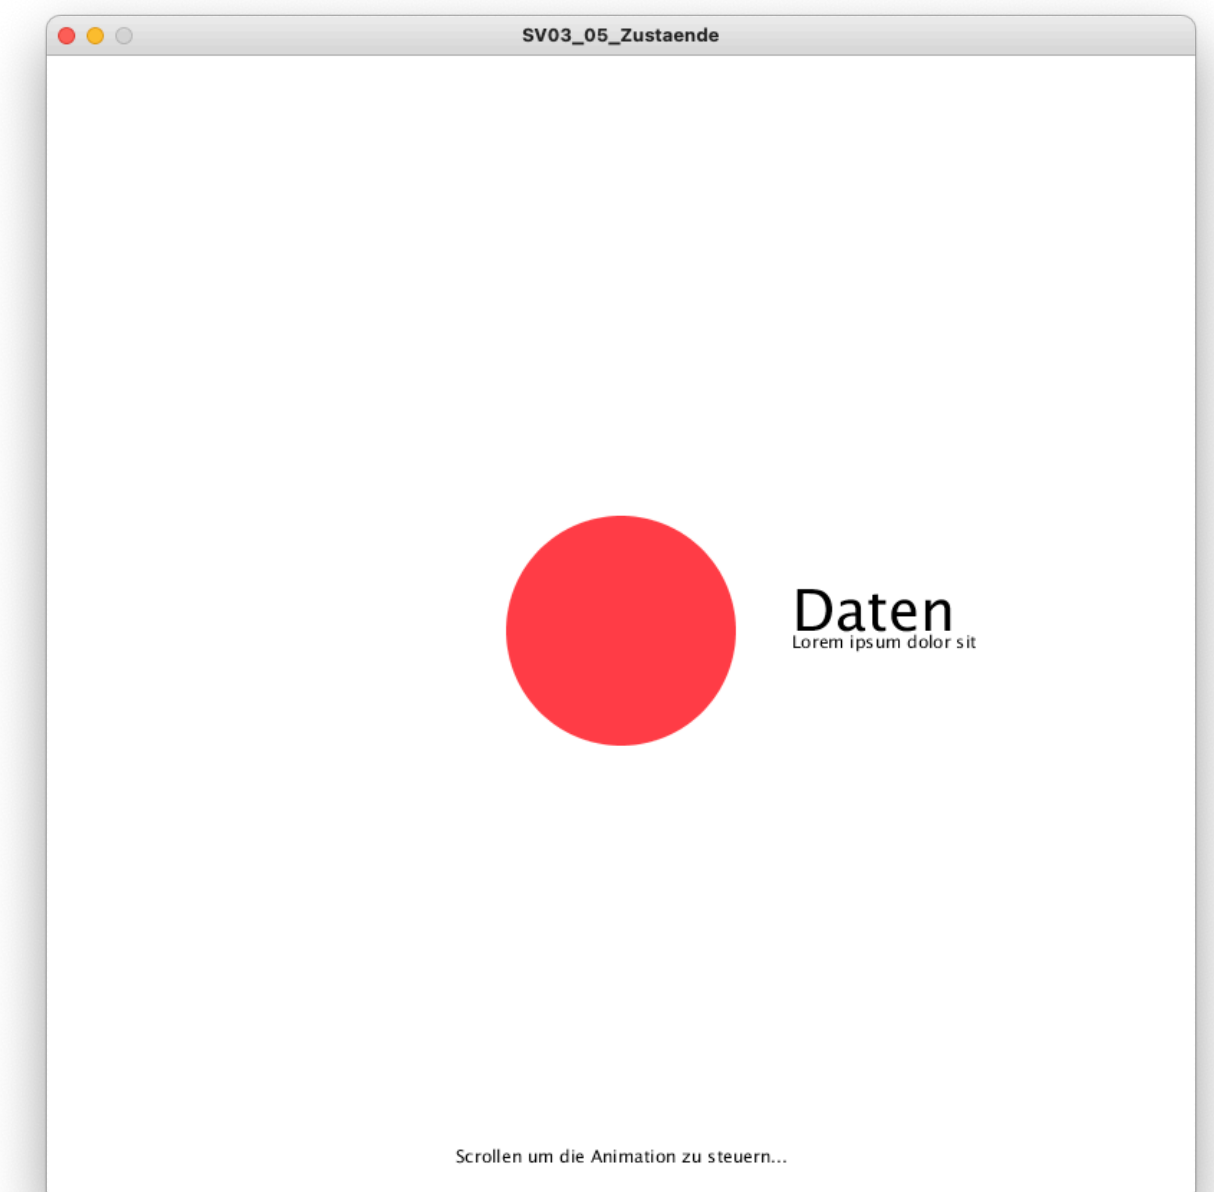 SV03_05_Zustaende
Daten
Lorem ipsum dolor sit
Scrollen um die Animation zu steuern...